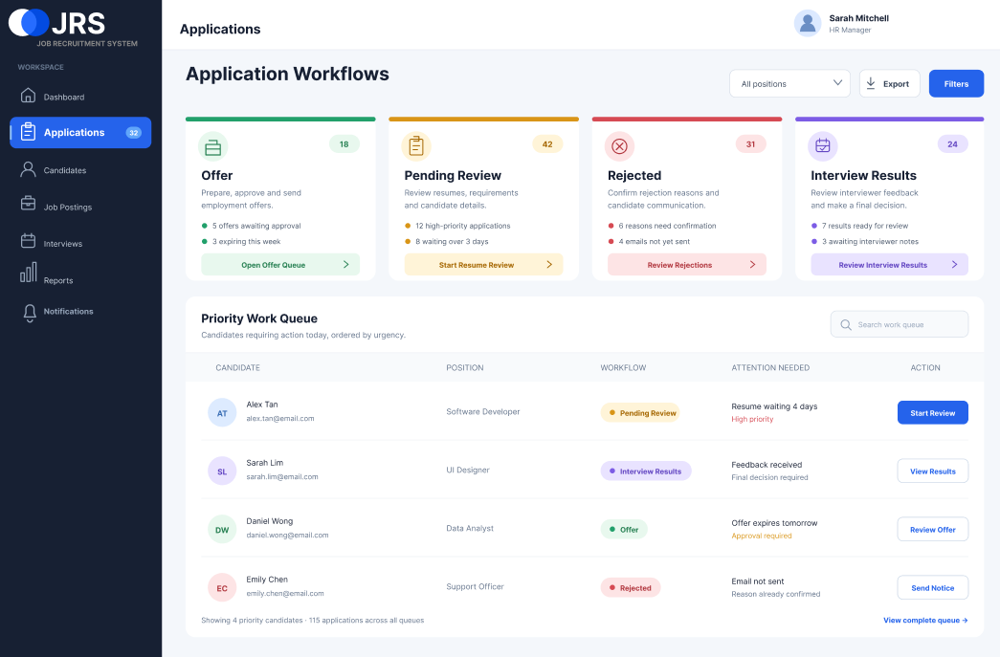 JRS
JOB RECRUITMENT SYSTEM
WORKSPACE
Dashboard
Applications 32
Candidates
Job Postings
Interviews
Reports
Notifications
Applications
Sarah Mitchell
HR Manager
Application Workflows
All positions
Export
Filters
18
Offer
Prepare, approve and send
employment offers.
5 offers awaiting approval
3 expiring this week
Open Offer Queue
42
Pending Review
Review resumes, requirements
and candidate details.
12 high-priority applications
8 waiting over 3 days
Start Resume Review
31
Rejected
Confirm rejection reasons and
candidate communication.
6 reasons need confirmation
4 emails not yet sent
Review Rejections
24
Interview Results
Review interviewer feedback
and make a final decision.
7 results ready for review
3 awaiting interviewer notes
Review Interview Results
Priority Work Queue
Candidates requiring action today, ordered by urgency.
Search work queue
CANDIDATE POSITION WORKFLOW ATTENTION NEEDED ACTION
AT
Alex Tan
alex.tan@email.com
Software Developer
Pending Review
Resume waiting 4 days
High priority
Start Review
SL
Sarah Lim
sarah.lim@email.com
UI Designer
Interview Results
Feedback received
Final decision required
View Results
DW
Daniel Wong
daniel.wong@email.com
Data Analyst
Offer
Offer expires tomorrow
Approval required
Review Offer
EC
Emily Chen
emily.chen@email.com
Support Officer
Rejected
Email not sent
Reason already confirmed
Send Notice
Showing 4 priority candidates · 115 applications across all queues
View complete queue →